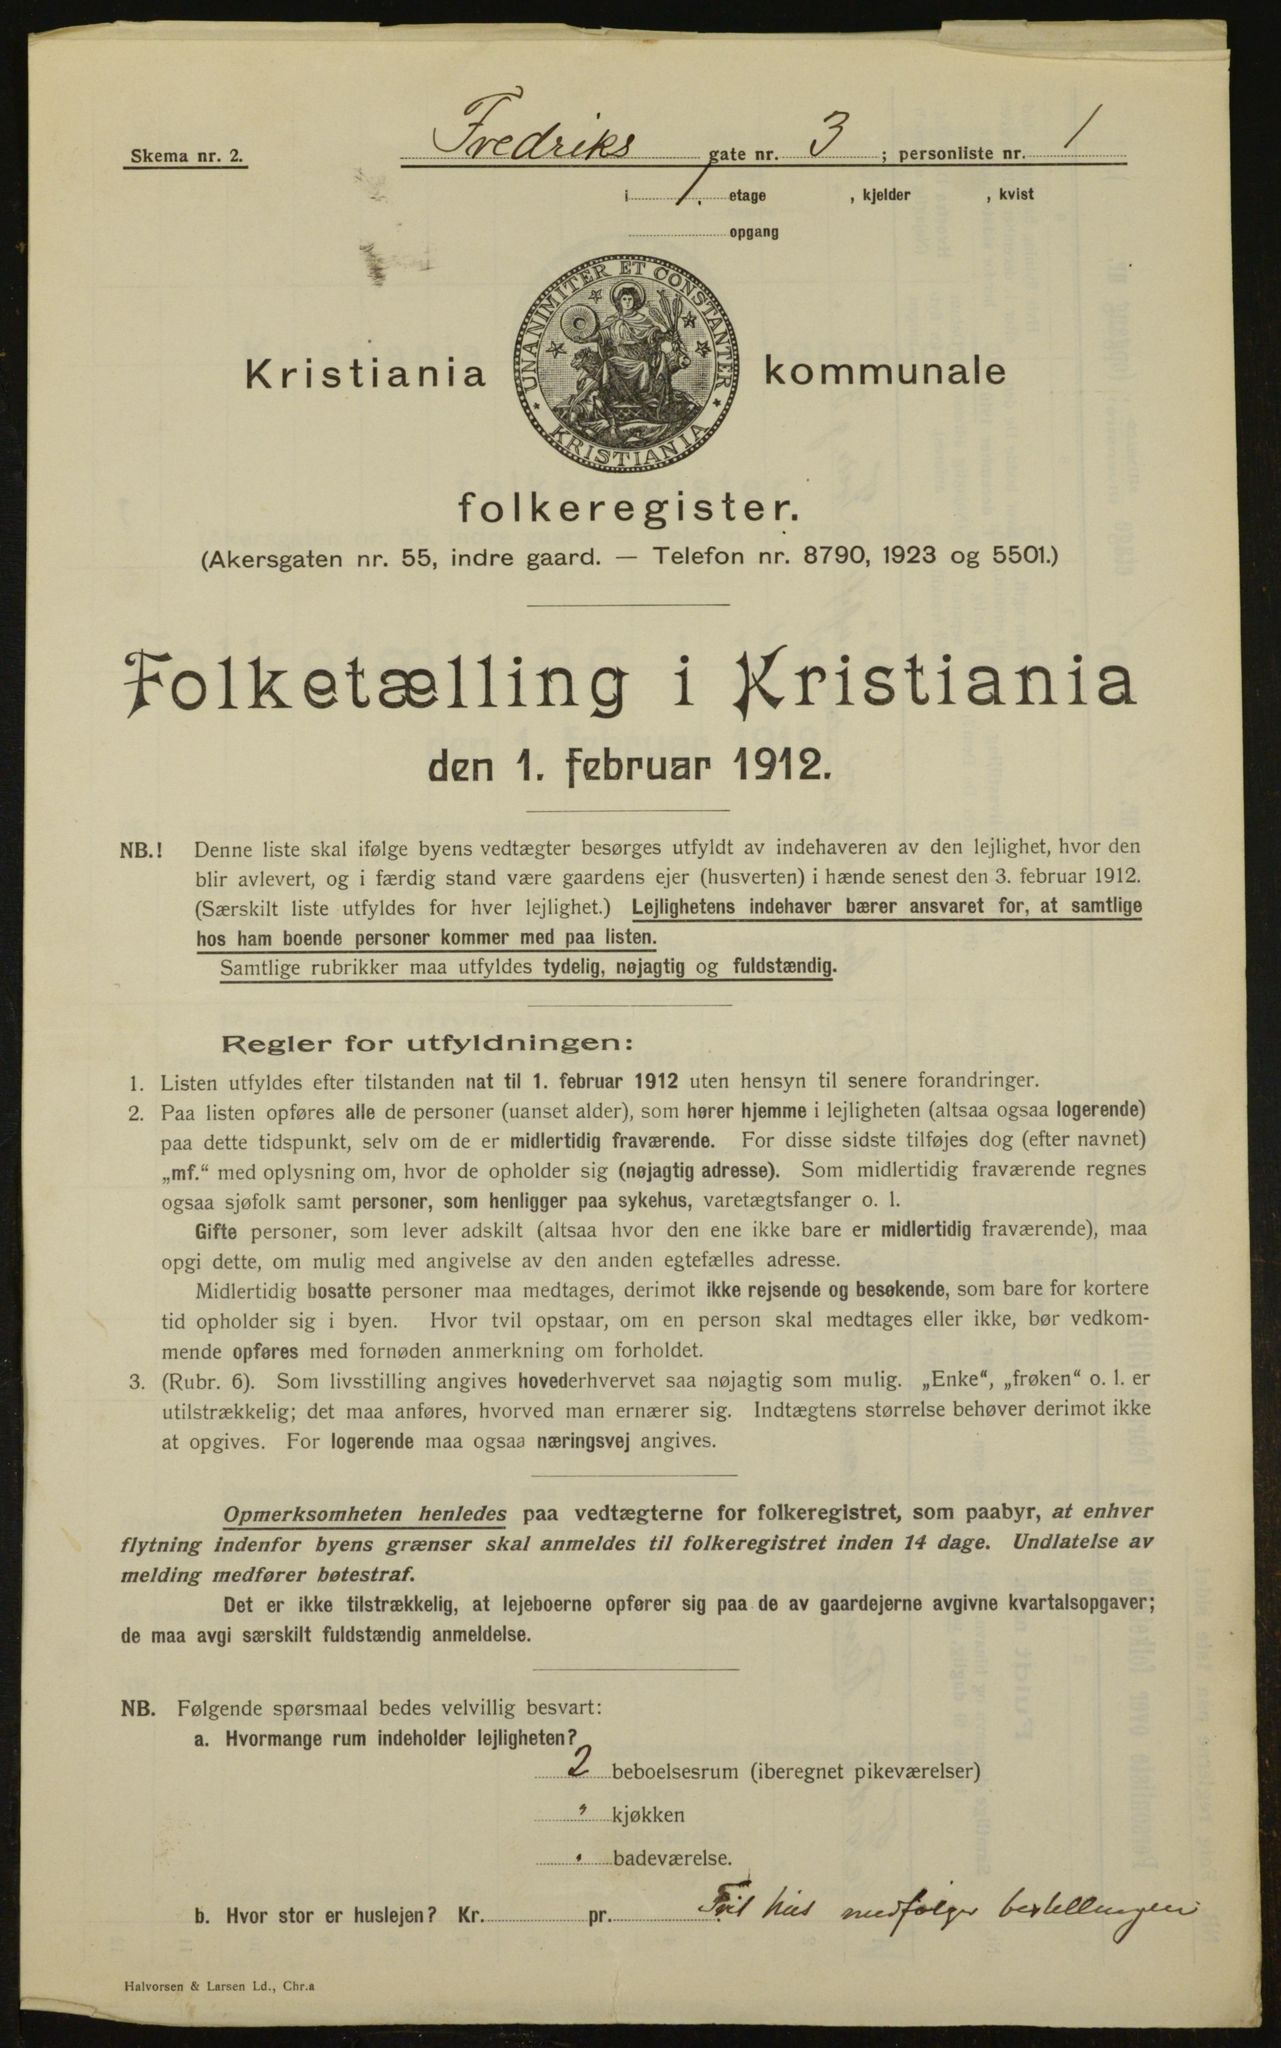 Skema nr. 2. Fredriks gate nr. 3 ; personliste nr. 1
i 1. etage , kjelder , kvist
opgang
UNANIMITER ET CONSTANTER
KRISTIANIA
Kristiania kommunale
folkeregister.
(Akersgaten nr. 55, indre gaard. — Telefon nr. 8790, 1923 og 5501.)
Folketælling i Kristiania
den 1. februar 1912.
NB.! Denne liste skal ifølge byens vedtægter besørges utfyldt av indehaveren av den lejlighet, hvor den
blir avlevert, og i færdig stand være gaardens ejer (husverten) i hænde senest den 3. februar 1912.
(Særskilt liste utfyldes for hver lejlighet.) Lejlighetens indehaver bærer ansvaret for, at samtlige
hos ham boende personer kommer med paa listen.
Samtlige rubrikker maa utfyldes tydelig, nøjagtig og fuldstændig.
Regler for utfyldningen:
1. Listen utfyldes efter tilstanden nat til 1. februar 1912 uten hensyn til senere forandringer.
2. Paa listen opføres alle de personer (uanset alder), som hører hjemme i lejligheten (altsaa ogsaa logerende)
paa dette tidspunkt, selv om de er midlertidig fraværende. For disse sidste tilføjes dog (efter navnet)
„mf.“ med oplysning om, hvor de opholder sig (nøjagtig adresse). Som midlertidig fraværende regnes
ogsaa sjøfolk samt personer, som henligger paa sykehus, varetægtsfanger o. l.
Gifte personer, som lever adskilt (altsaa hvor den ene ikke bare er midlertidig fraværende), maa
opgi dette, om mulig med angivelse av den anden egtefælles adresse.
Midlertidig bosatte personer maa medtages, derimot ikke rejsende og besøkende, som bare for kortere
tid opholder sig i byen. Hvor tvil opstaar, om en person skal medtages eller ikke, bør vedkom-
mende opføres med fornøden anmerkning om forholdet.
3. (Rubr. 6). Som livsstilling angives hovederhvervet saa nøjagtig som mulig. „Enke“, „frøken“ o. l. er
utilstrækkelig; det maa anføres, hvorved man ernærer sig. Indtægtens størrelse behøver derimot ikke
at opgives. For logerende maa ogsaa næringsvej angives.
Opmerksomheten henledes paa vedtægterne for folkeregistret, som paabyr, at enhver
flytning indenfor byens grænser skal anmeldes til folkeregistret inden 14 dage. Undlatelse av
melding medfører bøtestraf.
Det er ikke tilstrækkelig, at lejeboerne opfører sig paa de av gaardejerne avgivne kvartalsopgaver;
de maa avgi særskilt fuldstændig anmeldelse.
NB. Følgende spørsmaal bedes velvillig besvart:
a. Hvormange rum indeholder lejligheten?
2 beboelsesrum (iberegnet pikeværelser)
" kjøkken
" badeværelse.
b. Hvor stor er huslejen? Kr. pr. Frit hus medfølger bestillingen
Halvorsen & Larsen Ld., Chr.a